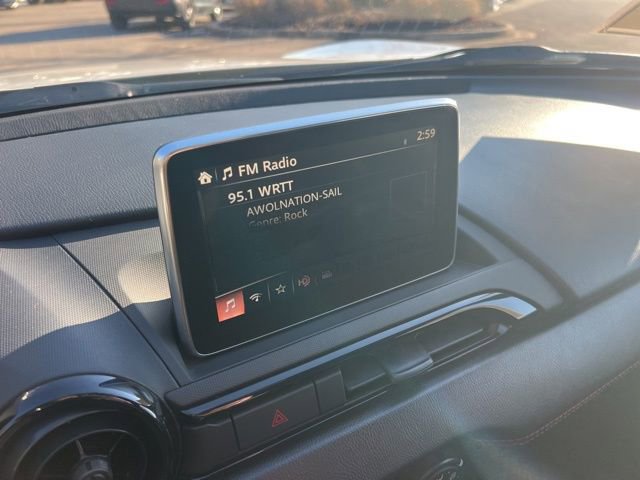 FM Radio
2:59
95.1 WRTT
AWOLNATION-SAIL
Genre: Rock